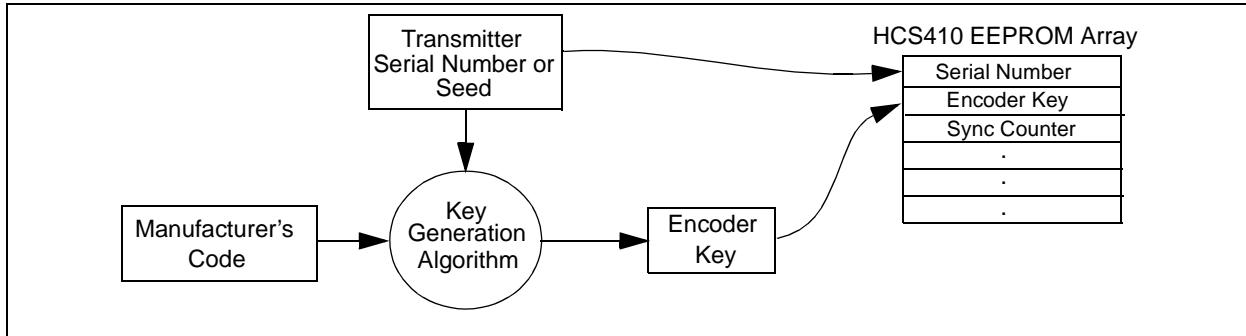 Transmitter
Serial Number or
Seed
HCS410 EEPROM Array
Serial Number
Encoder Key
Sync Counter
.
.
.
Manufacturer's
Code
Key
Generation
Algorithm
Encoder
Key